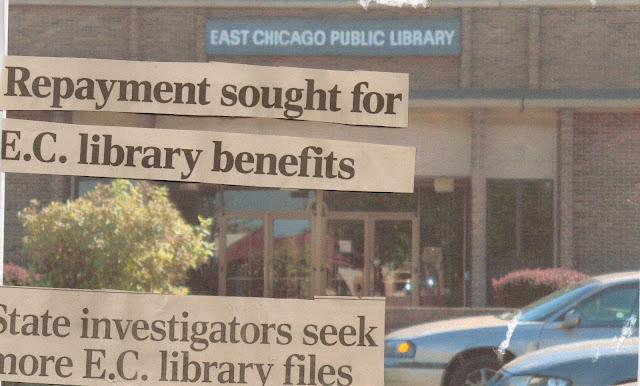 EAST CHICAGO PUBLIC LIBRARY
Repayment sought for
E.C. library benefits
State investigators seek
more E.C. library files